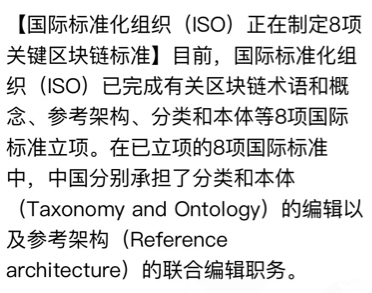 【国际标准化组织（ISO）正在制定8项
关键区块链标准】目前，国际标准化组
织（ISO）已完成有关区块链术语和概
念、参考架构、分类和本体等8项国际
标准立项。在已立项的8项国际标准
中，中国分别承担了分类和本体
（Taxonomy and Ontology）的编辑以
及参考架构（Reference
architecture）的联合编辑职务。